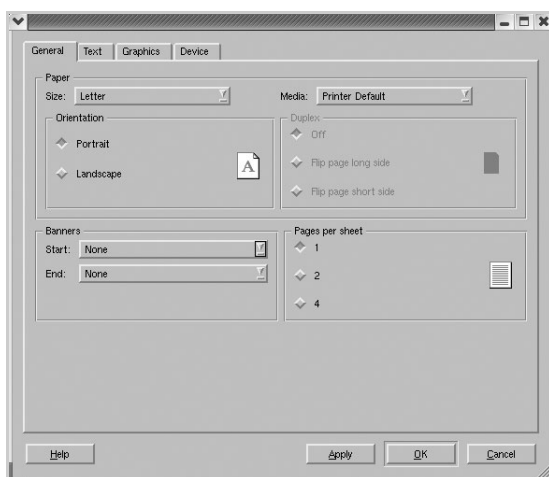 General Text Graphics Device
Paper
Size: Letter Media: Printer Default
Orientation
Portrait
Landscape
A
Duplex
Off
Flip page long side
Flip page short side
Banners
Start: None
End: None
Pages per sheet
1
2
4
Help Apply OK Cancel